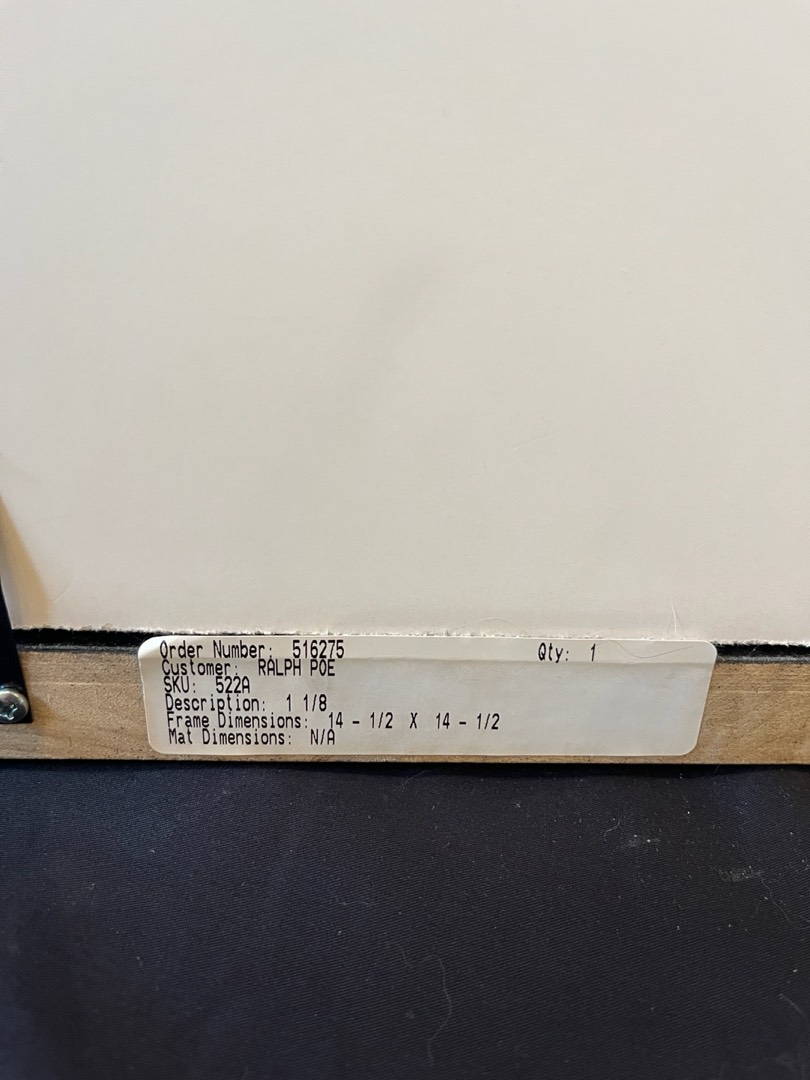 Order Number: 516275 Qty: 1
Customer: RALPH POE
SKU: 522A
Description: 1 1/8
Frame Dimensions: 14 - 1/2 X 14 - 1/2
Mat Dimensions: N/A